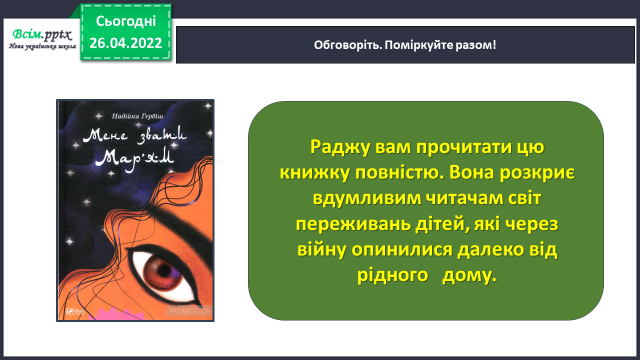 Всім.pptx
Нова українська школа
Сьогодні
26.04.2022
Обговоріть. Поміркуйте разом!
Надійка Гербіш
Мене звати
Мар'ям
Раджу вам прочитати цю
книжку повністю. Вона розкриє
вдумливим читачам світ
переживань дітей, які через
війну опинилися далеко від
рідного дому.